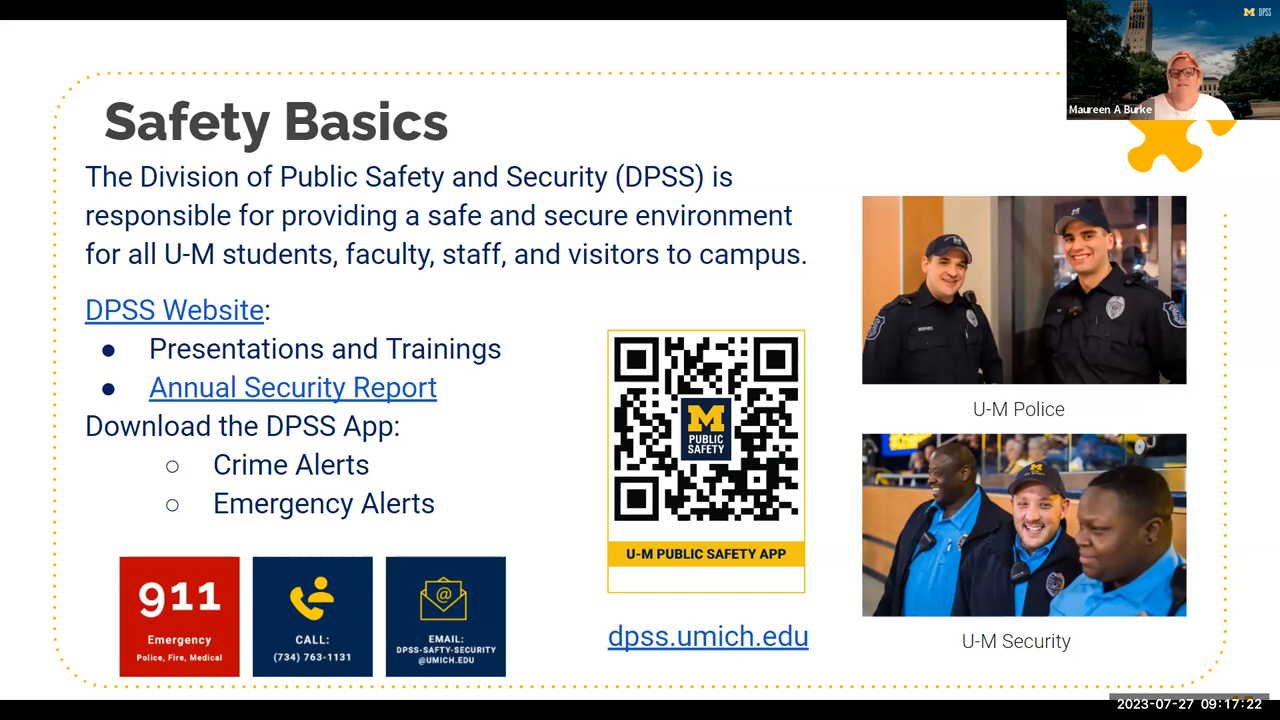 M DPSS
Maureen A Burke
Safety Basics
The Division of Public Safety and Security (DPSS) is
responsible for providing a safe and secure environment
for all U-M students, faculty, staff, and visitors to campus.
DPSS Website:
● Presentations and Trainings
● Annual Security Report
Download the DPSS App:
○ Crime Alerts
○ Emergency Alerts
911
Emergency
Police, Fire, Medical
CALL:
(734) 763-1131
@
EMAIL:
DPSS-SAFTY-SECURITY
@UMICH.EDU
M
PUBLIC
SAFETY
U-M PUBLIC SAFETY APP
dpss.umich.edu
U-M Police
U-M Security
2023-07-27 09:17:22